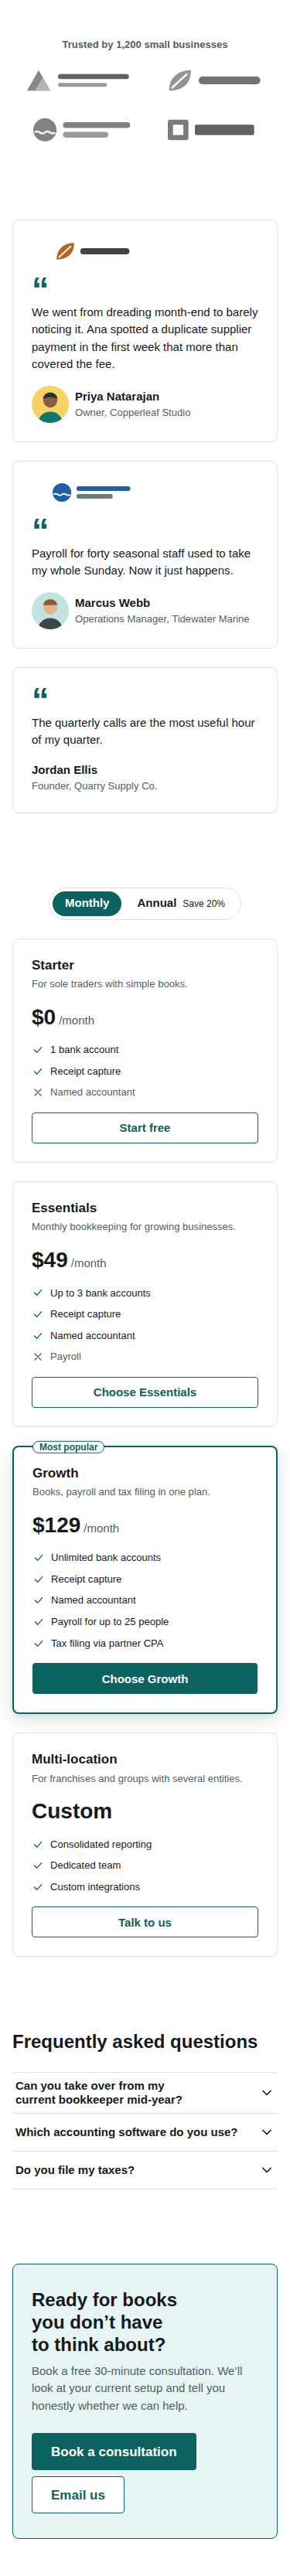 Trusted by 1,200 small businesses
“
We went from dreading month-end to barely
noticing it. Ana spotted a duplicate supplier
payment in the first week that more than
covered the fee.
Priya Natarajan
Owner, Copperleaf Studio
“
Payroll for forty seasonal staff used to take
my whole Sunday. Now it just happens.
Marcus Webb
Operations Manager, Tidewater Marine
“
The quarterly calls are the most useful hour
of my quarter.
Jordan Ellis
Founder, Quarry Supply Co.
Monthly Annual Save 20%
Starter
For sole traders with simple books.
$0 /month
1 bank account
Receipt capture
Named accountant
Start free
Essentials
Monthly bookkeeping for growing businesses.
$49 /month
Up to 3 bank accounts
Receipt capture
Named accountant
Payroll
Choose Essentials
Most popular
Growth
Books, payroll and tax filing in one plan.
$129 /month
Unlimited bank accounts
Receipt capture
Named accountant
Payroll for up to 25 people
Tax filing via partner CPA
Choose Growth
Multi-location
For franchises and groups with several entities.
Custom
Consolidated reporting
Dedicated team
Custom integrations
Talk to us
Frequently asked questions
Can you take over from my
current bookkeeper mid-year?
Which accounting software do you use?
Do you file my taxes?
Ready for books
you don’t have
to think about?
Book a free 30-minute consultation. We’ll
look at your current setup and tell you
honestly whether we can help.
Book a consultation
Email us